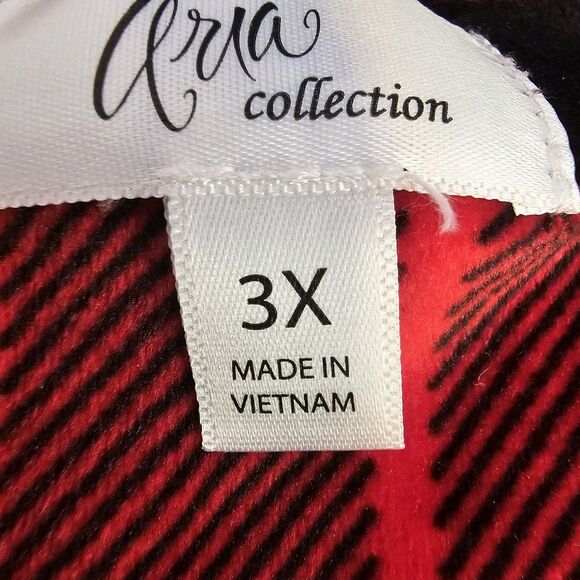 Aria
collection
3X
MADE IN
VIETNAM